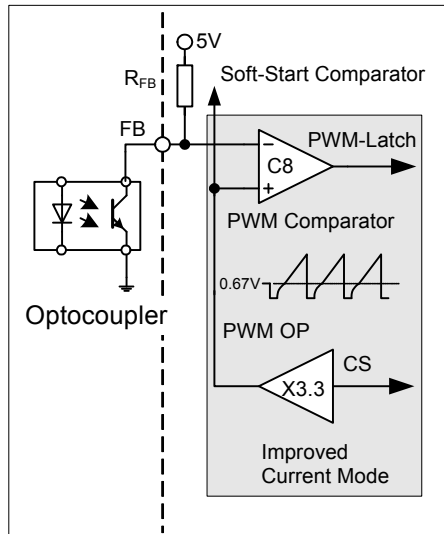 5V
RFB
Soft-Start Comparator
FB
PWM-Latch
C8
PWM Comparator
0.67V
Optocoupler
PWM OP
CS
X3.3
Improved
Current Mode